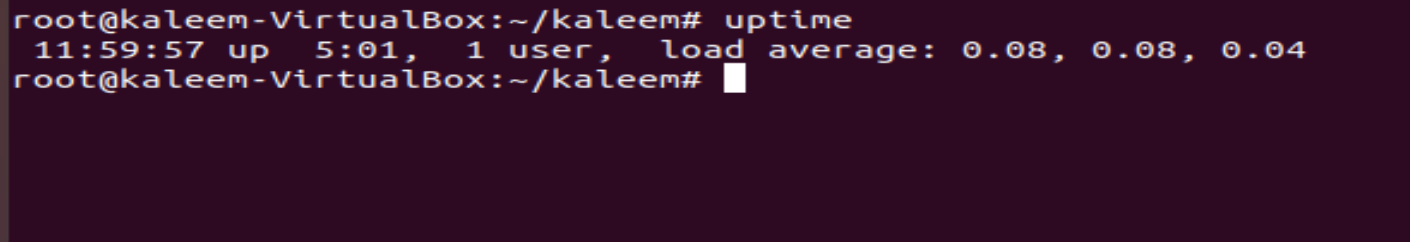 root@kaleem-VirtualBox:~/kaleem# uptime
 11:59:57 up  5:01,  1 user,  load average: 0.08, 0.08, 0.04
root@kaleem-VirtualBox:~/kaleem#